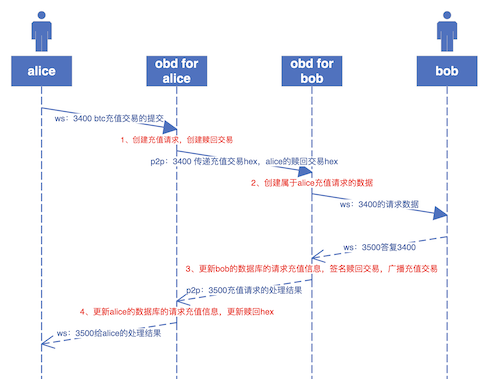 alice
obd for
alice
obd for
bob
bob
ws：3400 btc充值交易的提交
1、创建充值请求，创建赎回交易
p2p：3400 传递充值交易hex，alice的赎回交易hex
2、创建属于alice充值请求的数据
ws：3400的请求数据
ws：3500答复3400
3、更新bob的数据库的请求充值信息，签名赎回交易，广播充值交易
p2p：3500充值请求的处理结果
4、更新alice的数据库的请求充值信息，更新赎回hex
ws：3500给alice的处理结果